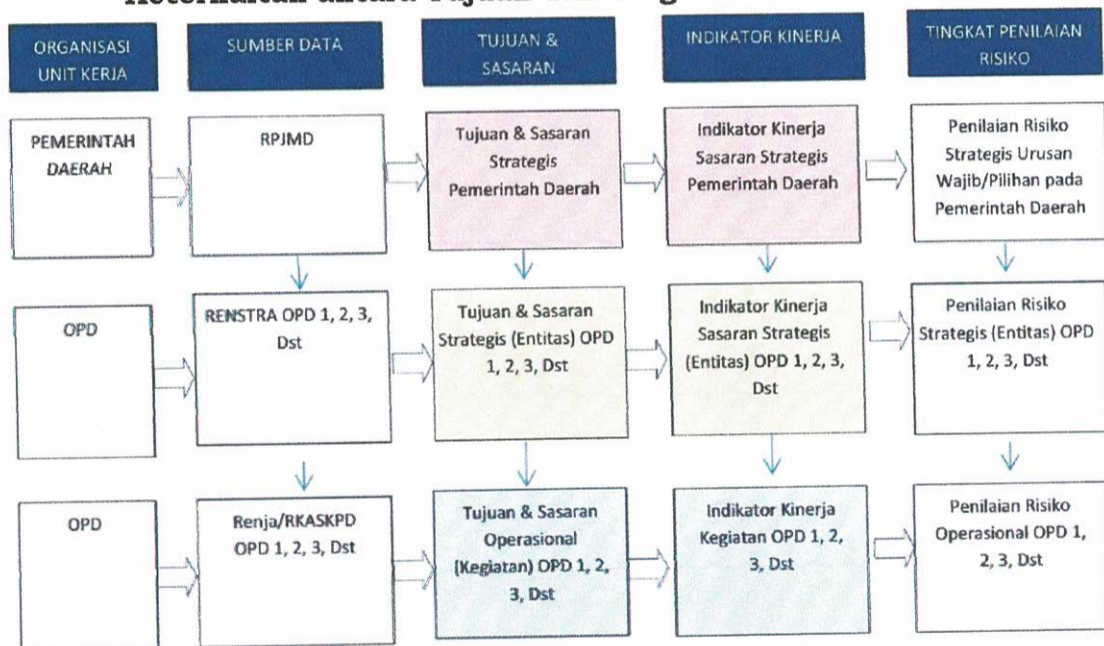 ORGANISASI
UNIT KERJA
SUMBER DATA
TUJUAN &
SASARAN
INDIKATOR KINERJA
TINGKAT PENILAIAN
RISIKO
PEMERINTAH
DAERAH
RPJMD
Tujuan & Sasaran
Strategis
Pemerintah Daerah
Indikator Kinerja
Sasaran Strategis
Pemerintah Daerah
Penilaian Risiko
Strategis Urusan
Wajib/Pilihan pada
Pemerintah Daerah
OPD
RENSTRA OPD 1, 2, 3,
Dst
Tujuan & Sasaran
Strategis (Entitas) OPD
1, 2, 3, Dst
Indikator Kinerja
Sasaran Strategis
(Entitas) OPD 1, 2, 3,
Dst
Penilaian Risiko
Strategis (Entitas) OPD
1, 2, 3, Dst
OPD
Renja/RKASKPD
OPD 1, 2, 3, Dst
Tujuan & Sasaran
Operasional
(Kegiatan) OPD 1, 2,
3, Dst
Indikator Kinerja
Kegiatan OPD 1, 2,
3, Dst
Penilaian Risiko
Operasional OPD 1,
2, 3, Dst